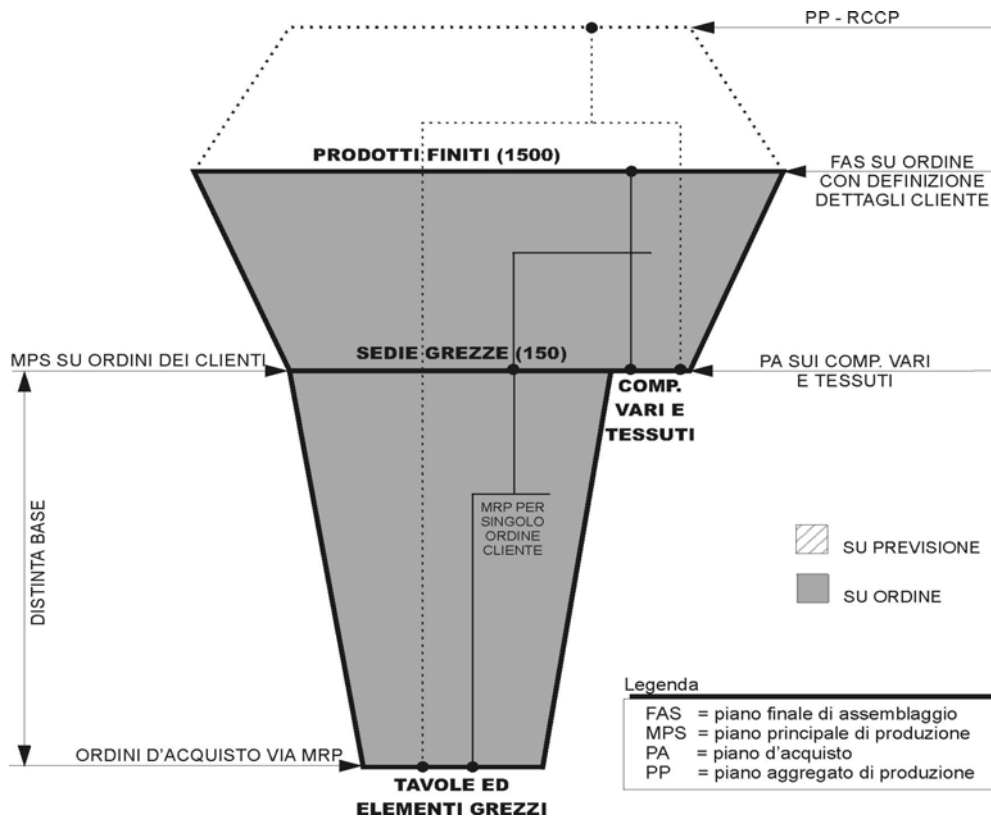 PP - RCCP
PRODOTTI FINITI (1500)
FAS SU ORDINE
CON DEFINIZIONE
DETTAGLI CLIENTE
MPS SU ORDINI DEI CLIENTI
SEDIE GREZZE (150)
PA SUI COMP. VARI
E TESSUTI
COMP.
VARI E
TESSUTI
DISTINTA BASE
MRP PER
SINGOLO
ORDINE
CLIENTE
SU PREVISIONE
SU ORDINE
ORDINI D'ACQUISTO VIA MRP
TAVOLE ED
ELEMENTI GREZZI
Legenda
FAS = piano finale di assemblaggio
MPS = piano principale di produzione
PA = piano d'acquisto
PP = piano aggregato di produzione